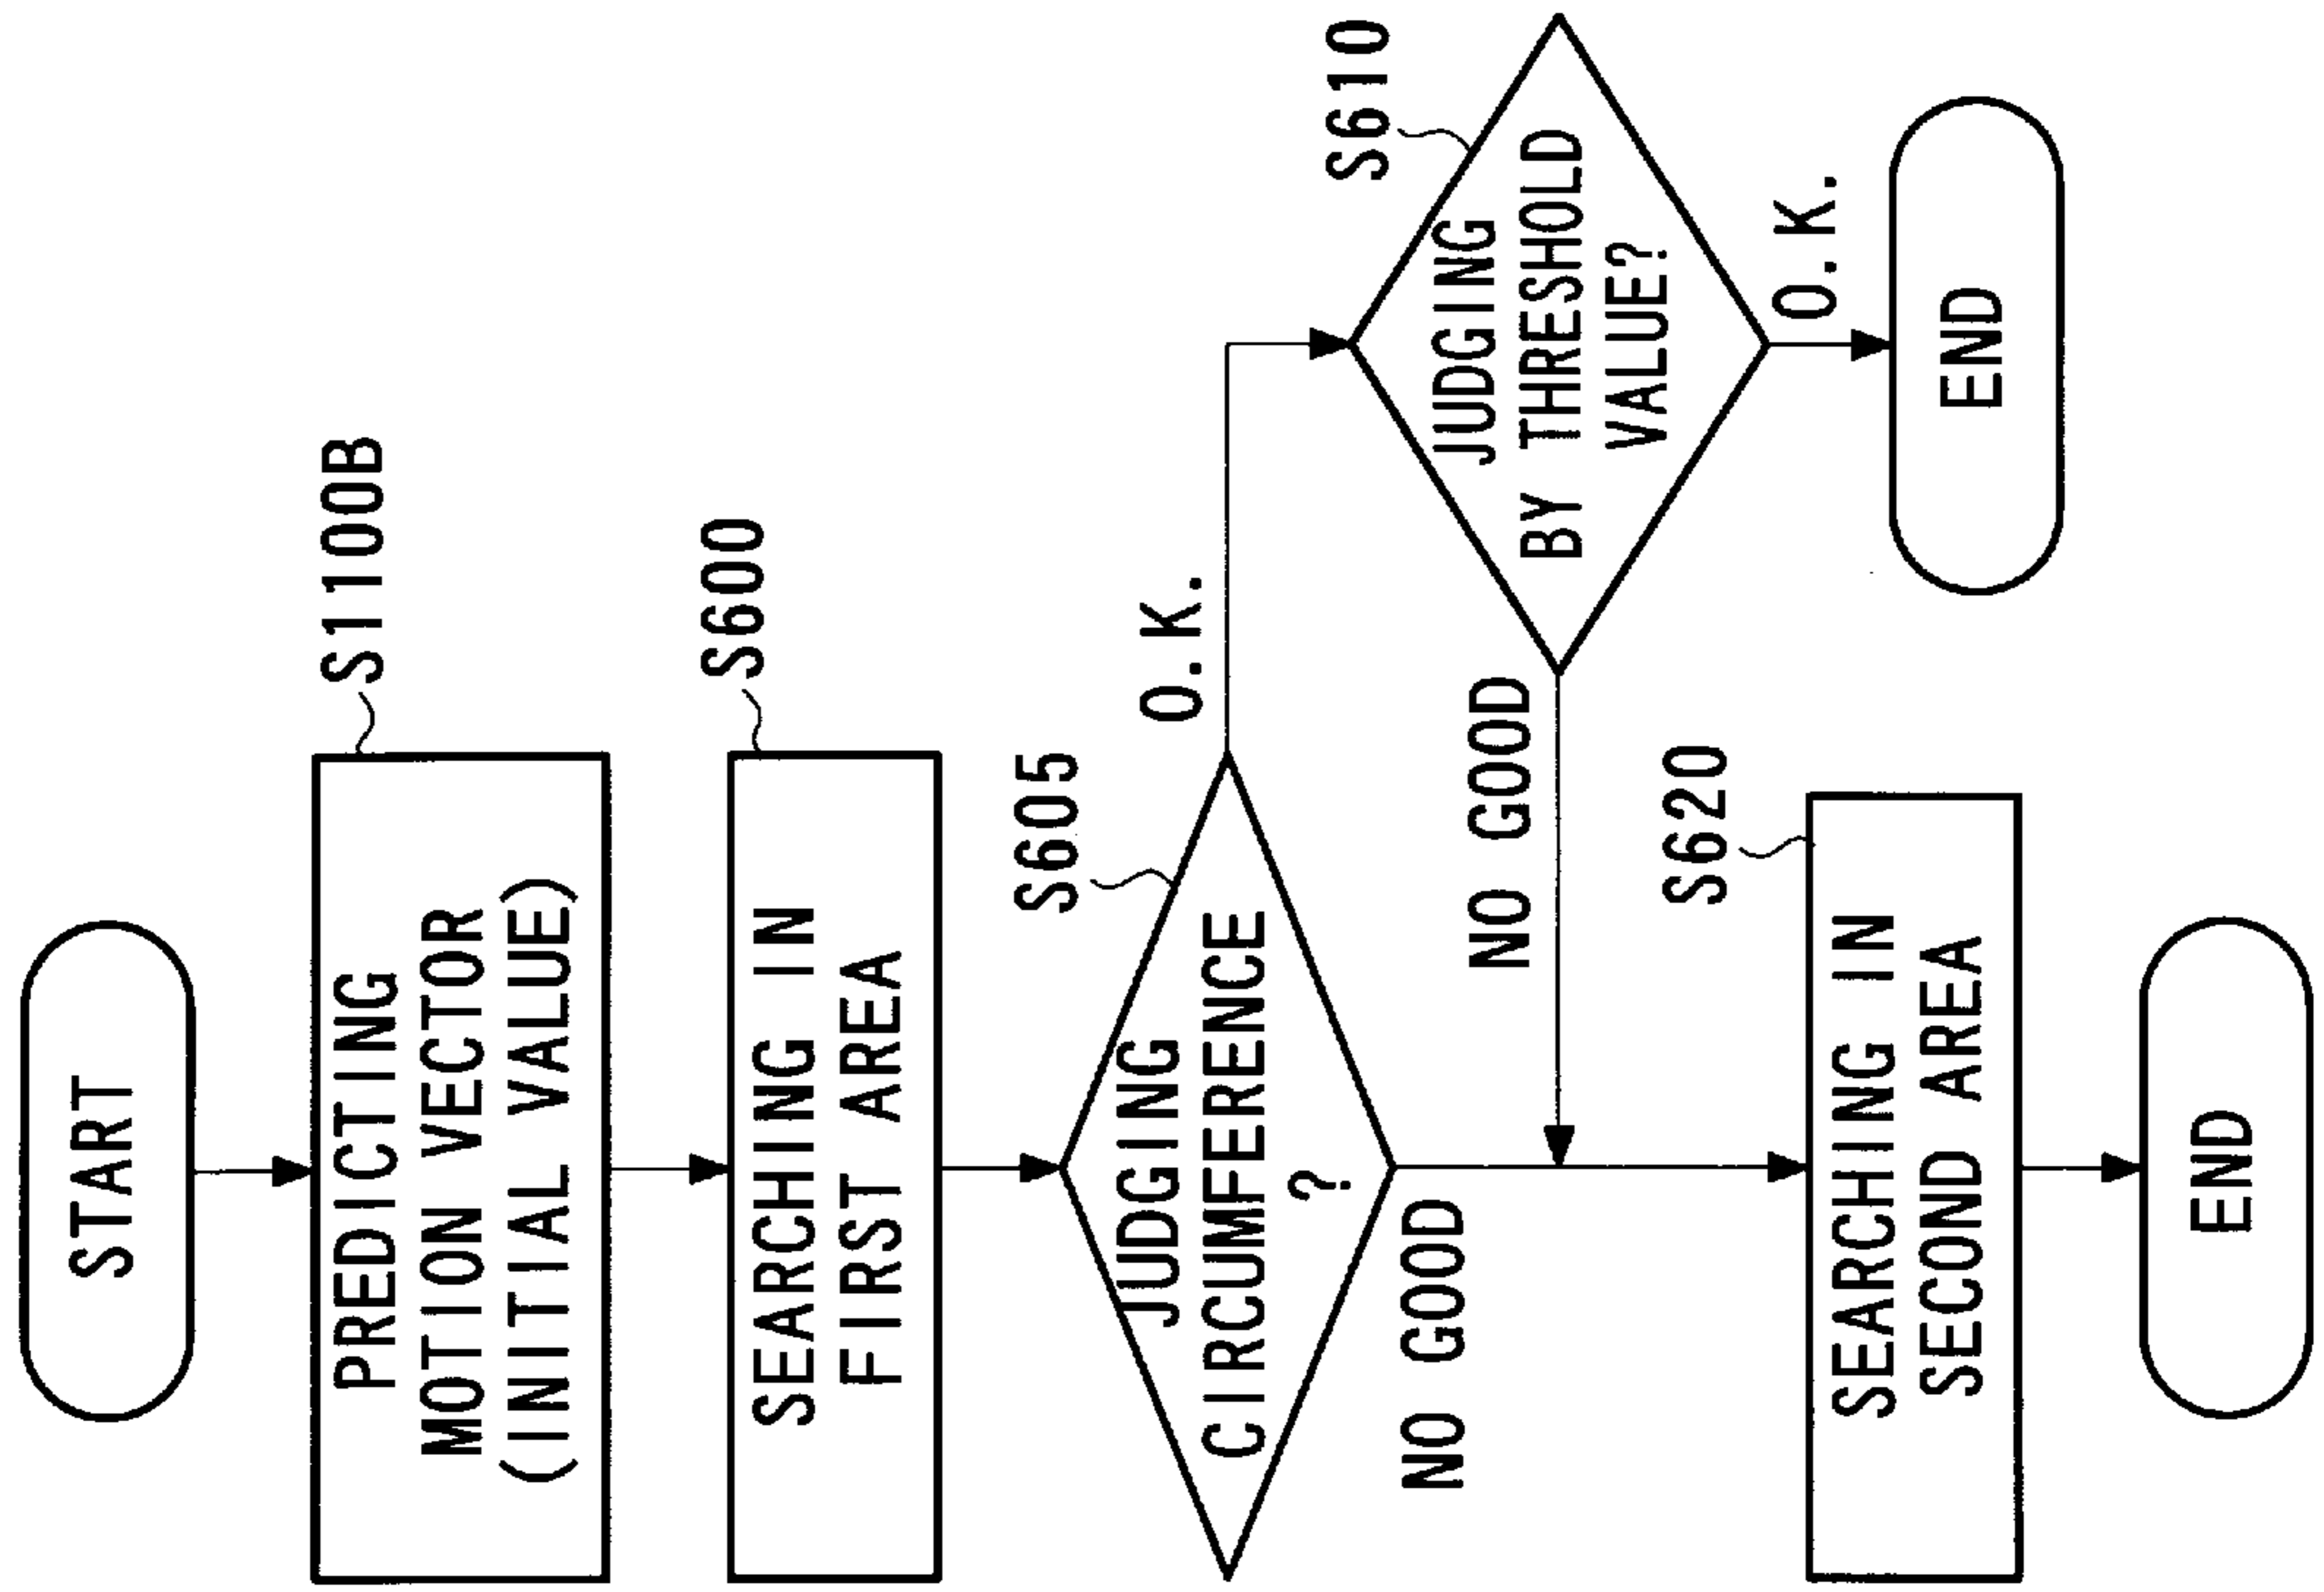 START
S1100B
PREDICTING
MOTION VECTOR
(INITIAL VALUE)
S600
SEARCHING IN
FIRST AREA
S605
JUDGING
CIRCUMFERENCE
?
O.K.
NO GOOD
S610
JUDGING
BY THRESHOLD
VALUE?
NO GOOD
O.K.
END
S620
SEARCHING IN
SECOND AREA
END